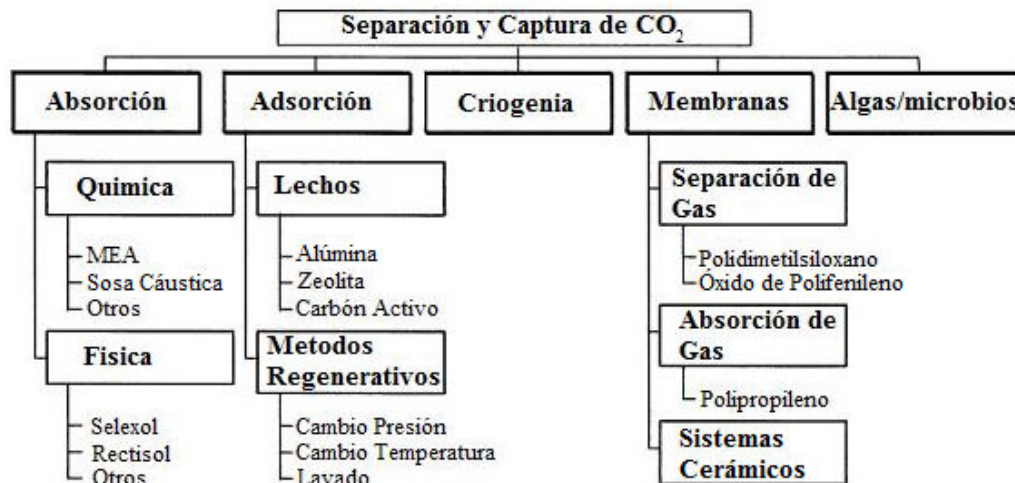 Separación y Captura de CO₂
Absorción
Adsorción
Criogenia
Membranas
Algas/microbios
Quimica
MEA
Sosa Cáustica
Otros
Fisica
Selexol
Rectisol
Otros
Lechos
Alúmina
Zeolita
Carbón Activo
Metodos
Regenerativos
Cambio Presión
Cambio Temperatura
Lavado
Separación de
Gas
Polidimetilsiloxano
Óxido de Polifenileno
Absorción de
Gas
Polipropileno
Sistemas
Cerámicos